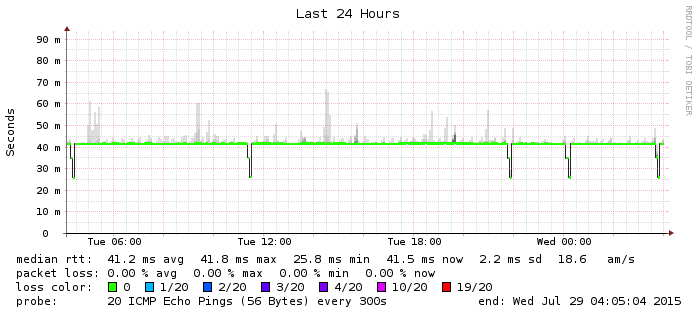 Last 24 Hours
RRDTOOL / TOBI OETIKER
Seconds
90 m
80 m
70 m
60 m
50 m
40 m
30 m
20 m
10 m
0
Tue 06:00 Tue 12:00 Tue 18:00 Wed 00:00
median rtt: 41.2 ms avg 41.8 ms max 25.8 ms min 41.5 ms now 2.2 ms sd 18.6 am/s
packet loss: 0.00 % avg 0.00 % max 0.00 % min 0.00 % now
loss color: 0 1/20 2/20 3/20 4/20 10/20 19/20
probe: 20 ICMP Echo Pings (56 Bytes) every 300s end: Wed Jul 29 04:05:04 2015